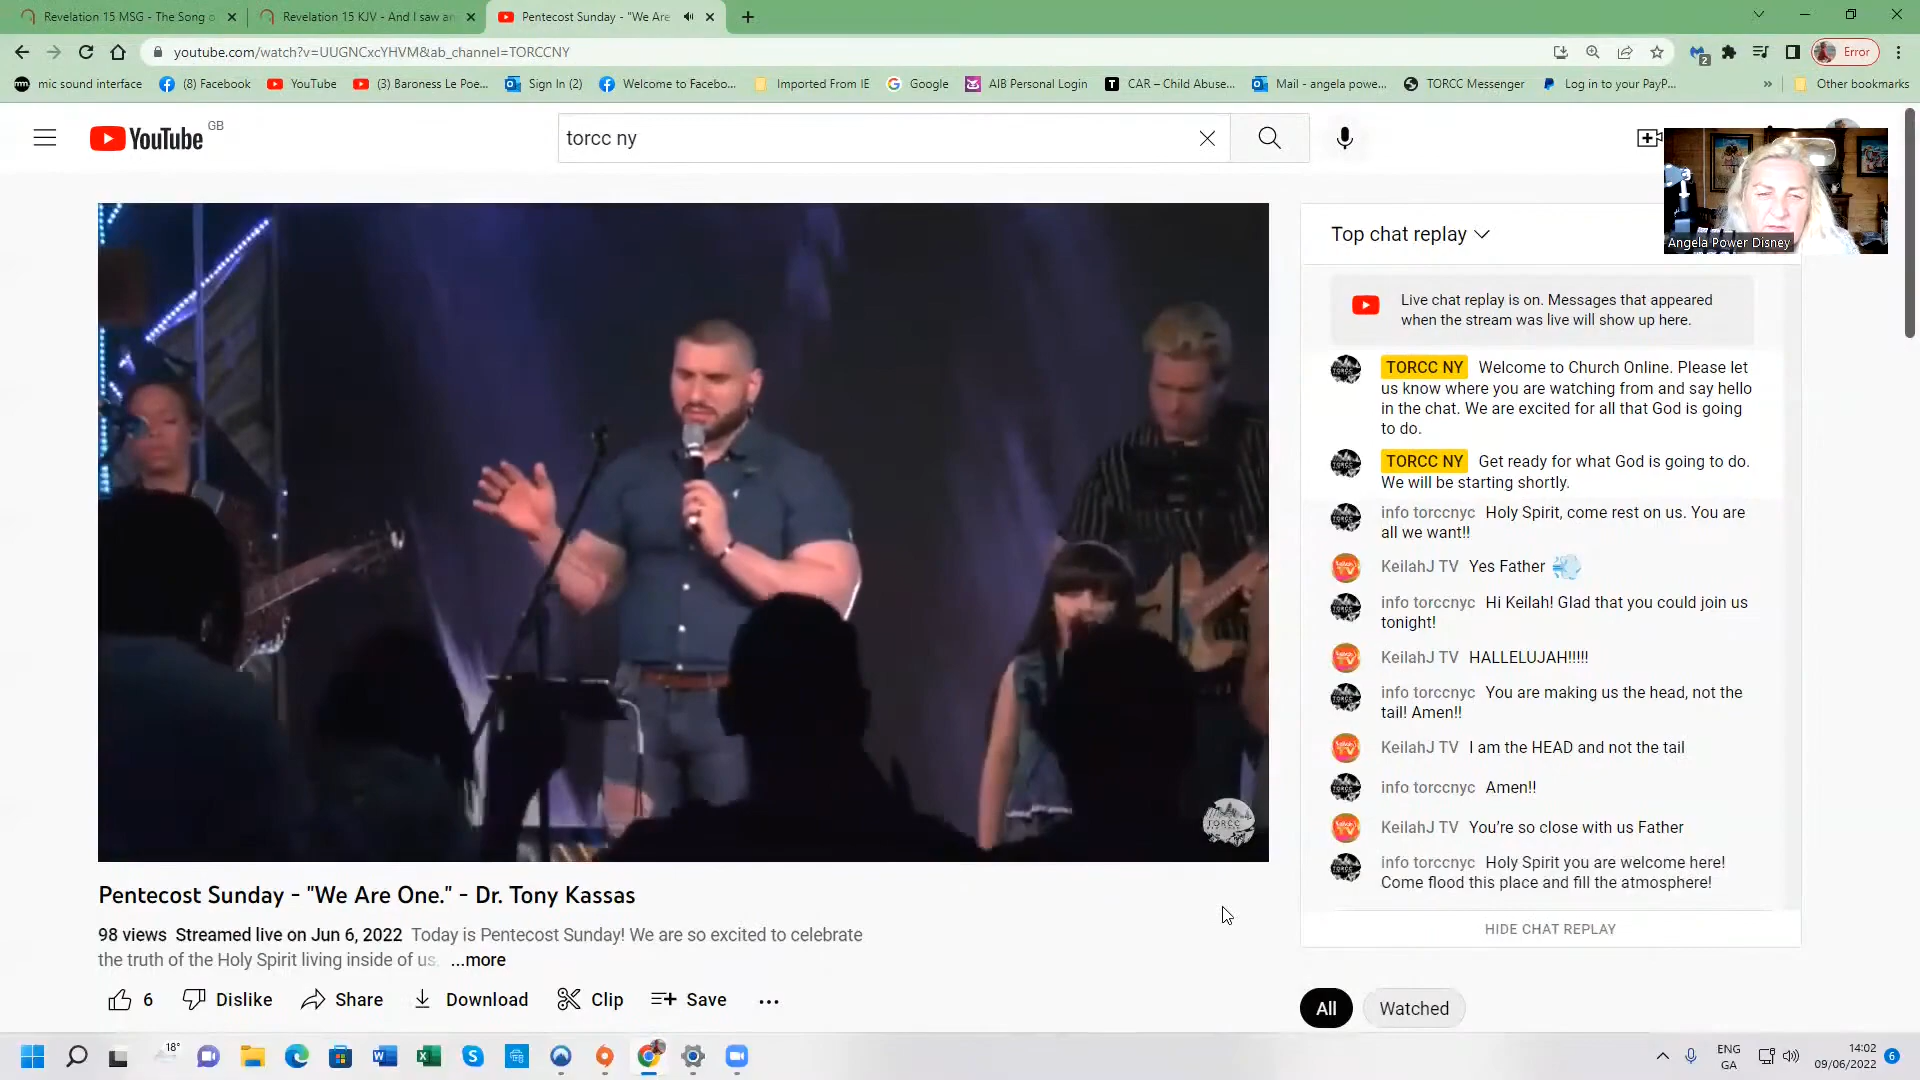 Revelation 15 MSG - The Song o
Revelation 15 KJV - And I saw an
Pentecost Sunday - "We Are
youtube.com/watch?v=UUGNCxcYHVM&ab_channel=TORCCNY
Error
2
mic sound interface
(8) Facebook
YouTube
(3) Baroness Le Poe...
Sign In (2)
Welcome to Facebo...
Imported From IE
Google
AIB Personal Login
CAR – Child Abuse...
Mail - angela powe...
TORCC Messenger
Log in to your PayP...
»
Other bookmarks
YouTube GB
torcc ny
Angela Power Disney
Top chat replay
Live chat replay is on. Messages that appeared
when the stream was live will show up here.
TORCC NY Welcome to Church Online. Please let
us know where you are watching from and say hello
in the chat. We are excited for all that God is going
to do.
TORCC NY Get ready for what God is going to do.
We will be starting shortly.
info torccnyc Holy Spirit, come rest on us. You are
all we want!!
KeilahJ TV Yes Father
info torccnyc Hi Keilah! Glad that you could join us
tonight!
KeilahJ TV HALLELUJAH!!!!!
info torccnyc You are making us the head, not the
tail! Amen!!
KeilahJ TV I am the HEAD and not the tail
info torccnyc Amen!!
KeilahJ TV You’re so close with us Father
info torccnyc Holy Spirit you are welcome here!
Come flood this place and fill the atmosphere!
HIDE CHAT REPLAY
TORCC
Pentecost Sunday - "We Are One." - Dr. Tony Kassas
98 views Streamed live on Jun 6, 2022 Today is Pentecost Sunday! We are so excited to celebrate
the truth of the Holy Spirit living inside of us. ...more
6 Dislike Share Download Clip Save ...
All Watched
18°
ENG
GA
14:02
09/06/2022
6